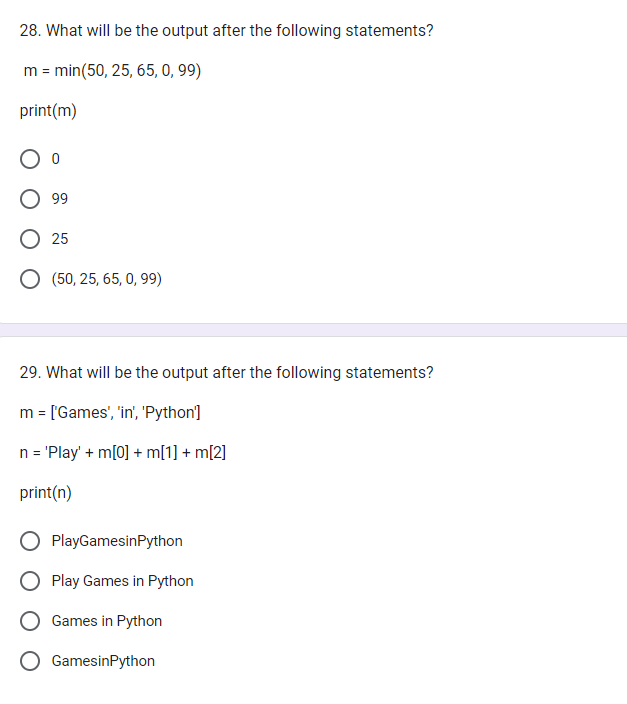 28. What will be the output after the following statements?
m = min(50, 25, 65, 0, 99)
print(m)
0
99
25
(50, 25, 65, 0, 99)
29. What will be the output after the following statements?
m = ['Games', 'in', 'Python']
n = 'Play' + m[0] + m[1] + m[2]
print(n)
PlayGamesinPython
Play Games in Python
Games in Python
GamesinPython